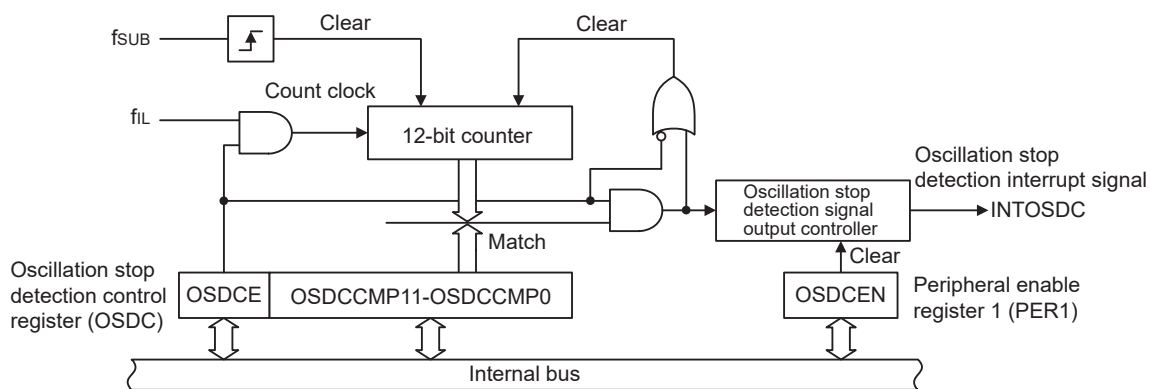 Clear
Clear
fSUB
Count clock
fIL
12-bit counter
Oscillation stop
detection interrupt signal
Oscillation stop
detection signal
output controller
INTOSDC
Match
Clear
Oscillation stop
detection control
register (OSDC)
OSDCE
OSDCCMP11-OSDCCMP0
OSDCEN
Peripheral enable
register 1 (PER1)
Internal bus